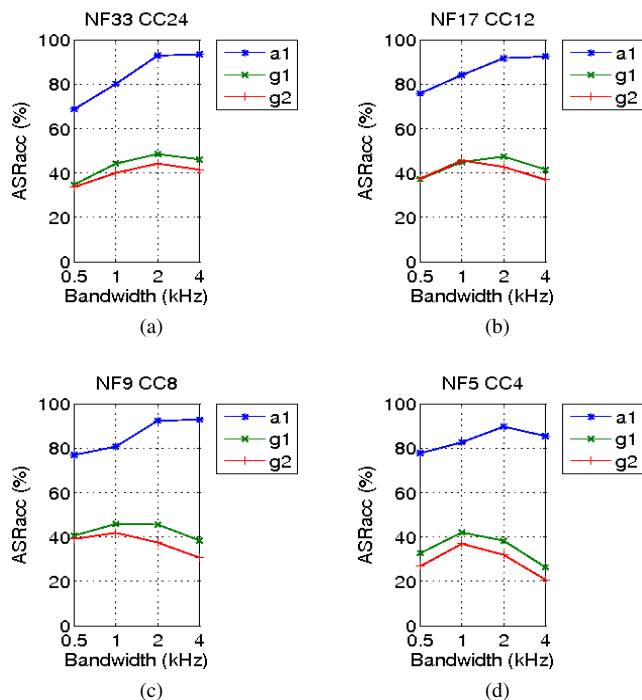 NF33 CC24
ASRacc (%)
100
80
60
40
20
0
0.5 1 2 4
Bandwidth (kHz)
a1
g1
g2
(a)
NF17 CC12
ASRacc (%)
100
80
60
40
20
0
0.5 1 2 4
Bandwidth (kHz)
a1
g1
g2
(b)
NF9 CC8
ASRacc (%)
100
80
60
40
20
0
0.5 1 2 4
Bandwidth (kHz)
a1
g1
g2
(c)
NF5 CC4
ASRacc (%)
100
80
60
40
20
0
0.5 1 2 4
Bandwidth (kHz)
a1
g1
g2
(d)